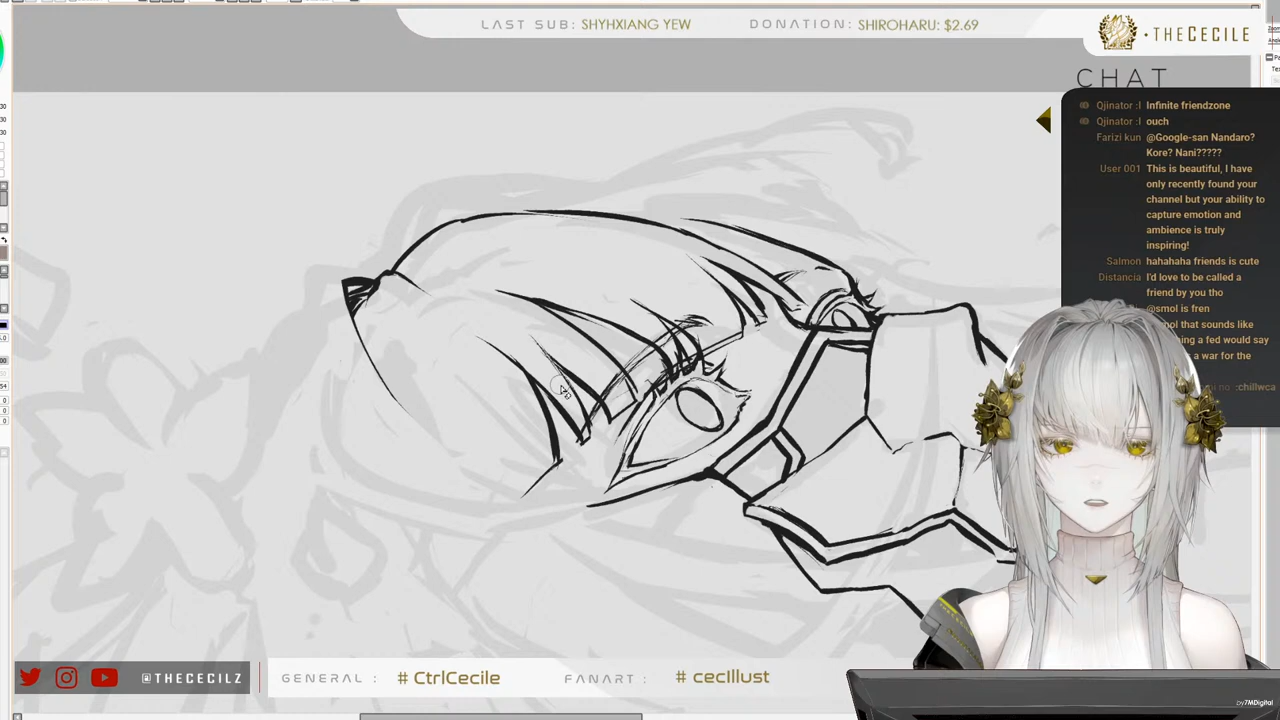 LAST SUB: SHYHXIANG YEW DONATION: SHIROHARU: $2.69
·THECECILE
CHAT
Qjinator :l Infinite friendzone
Qjinator :l ouch
Farizi kun @Google-san Nandaro?
Kore? Nani?????
User 001 This is beautiful, I have
only recently found your
channel but your ability to
capture emotion and
ambience is truly
inspiring!
Salmon hahahaha friends is cute
Distancia I'd love to be called a
friend by you tho
@smol is fren
that sounds like
a fed would say
a war for the
:chillwca
@THECECILZ
GENERAL : # CtrlCecile FANART : # cecIllust
by7MDigital